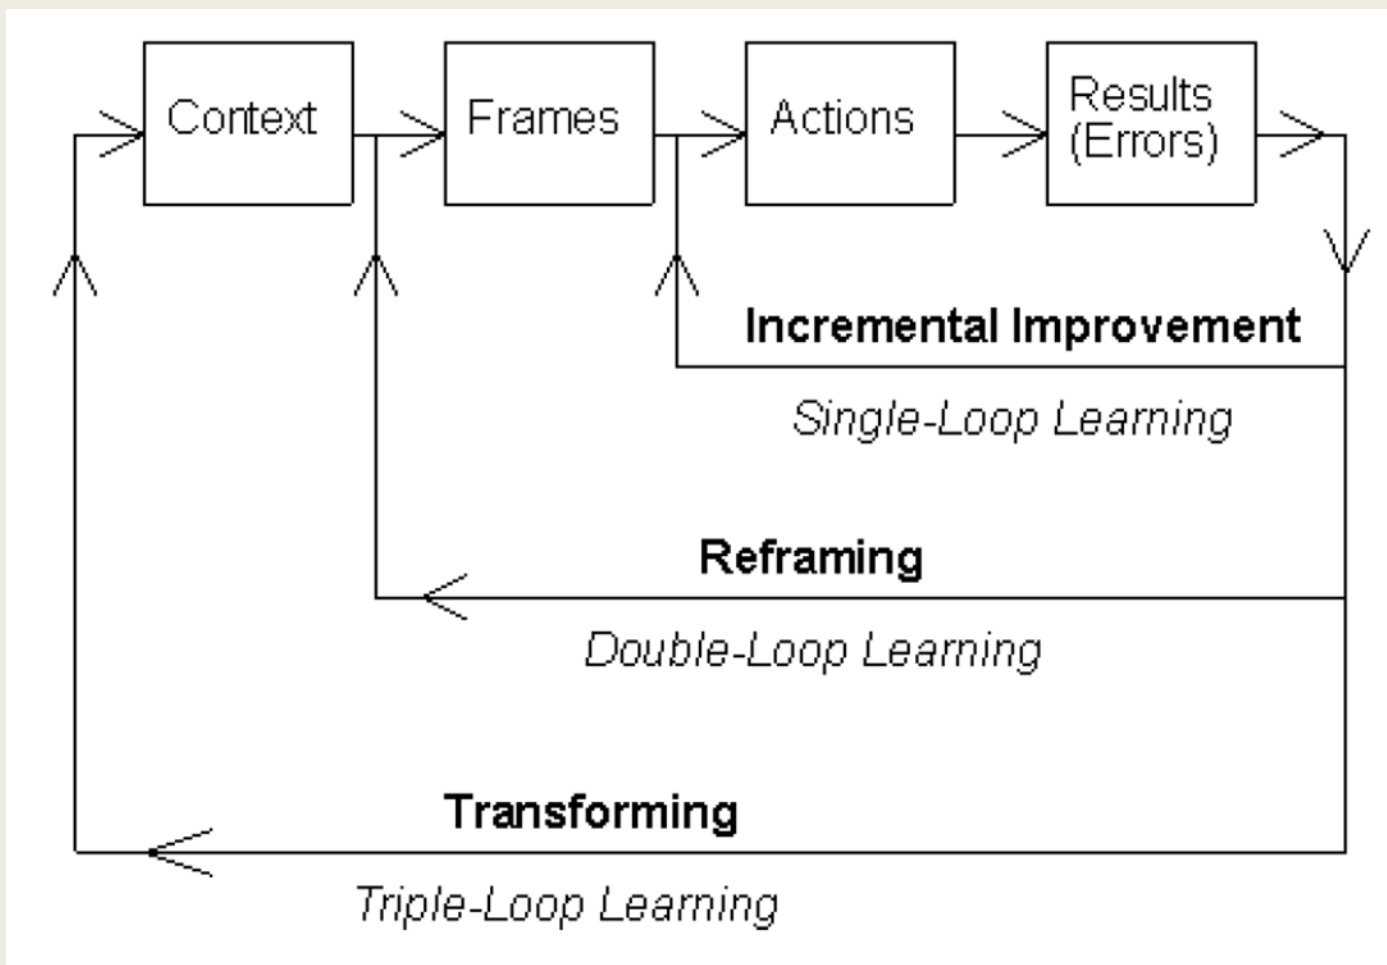 Context
Frames
Actions
Results
(Errors)
Incremental Improvement
Single-Loop Learning
Reframing
Double-Loop Learning
Transforming
Triple-Loop Learning